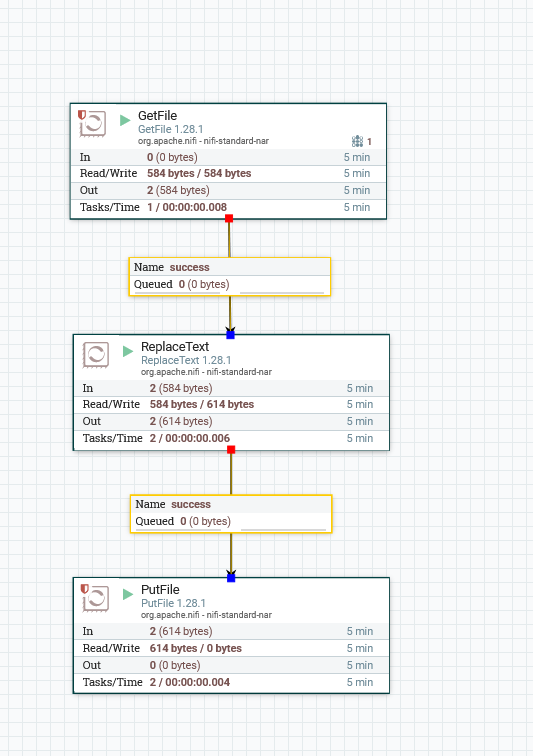 GetFile
GetFile 1.28.1
org.apache.nifi - nifi-standard-nar
1
In 0 (0 bytes) 5 min
Read/Write 584 bytes / 584 bytes 5 min
Out 2 (584 bytes) 5 min
Tasks/Time 1 / 00:00:00.008 5 min
Name success
Queued 0 (0 bytes)
ReplaceText
ReplaceText 1.28.1
org.apache.nifi - nifi-standard-nar
In 2 (584 bytes) 5 min
Read/Write 584 bytes / 614 bytes 5 min
Out 2 (614 bytes) 5 min
Tasks/Time 2 / 00:00:00.006 5 min
Name success
Queued 0 (0 bytes)
PutFile
PutFile 1.28.1
org.apache.nifi - nifi-standard-nar
In 2 (614 bytes) 5 min
Read/Write 614 bytes / 0 bytes 5 min
Out 0 (0 bytes) 5 min
Tasks/Time 2 / 00:00:00.004 5 min